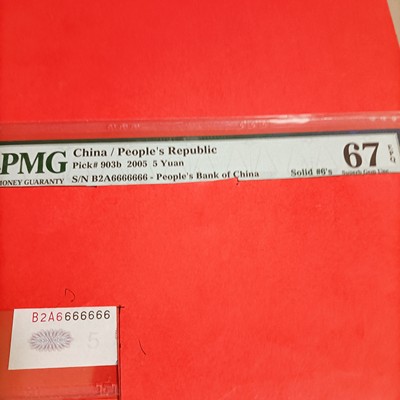 PMG
MONEY GUARANTY
China / People's Republic
Pick# 903b 2005 5 Yuan
S/N B2A6666666 - People's Bank of China
Solid #6's
67 EPQ
Superb Gem Unc
B2A6666666
5